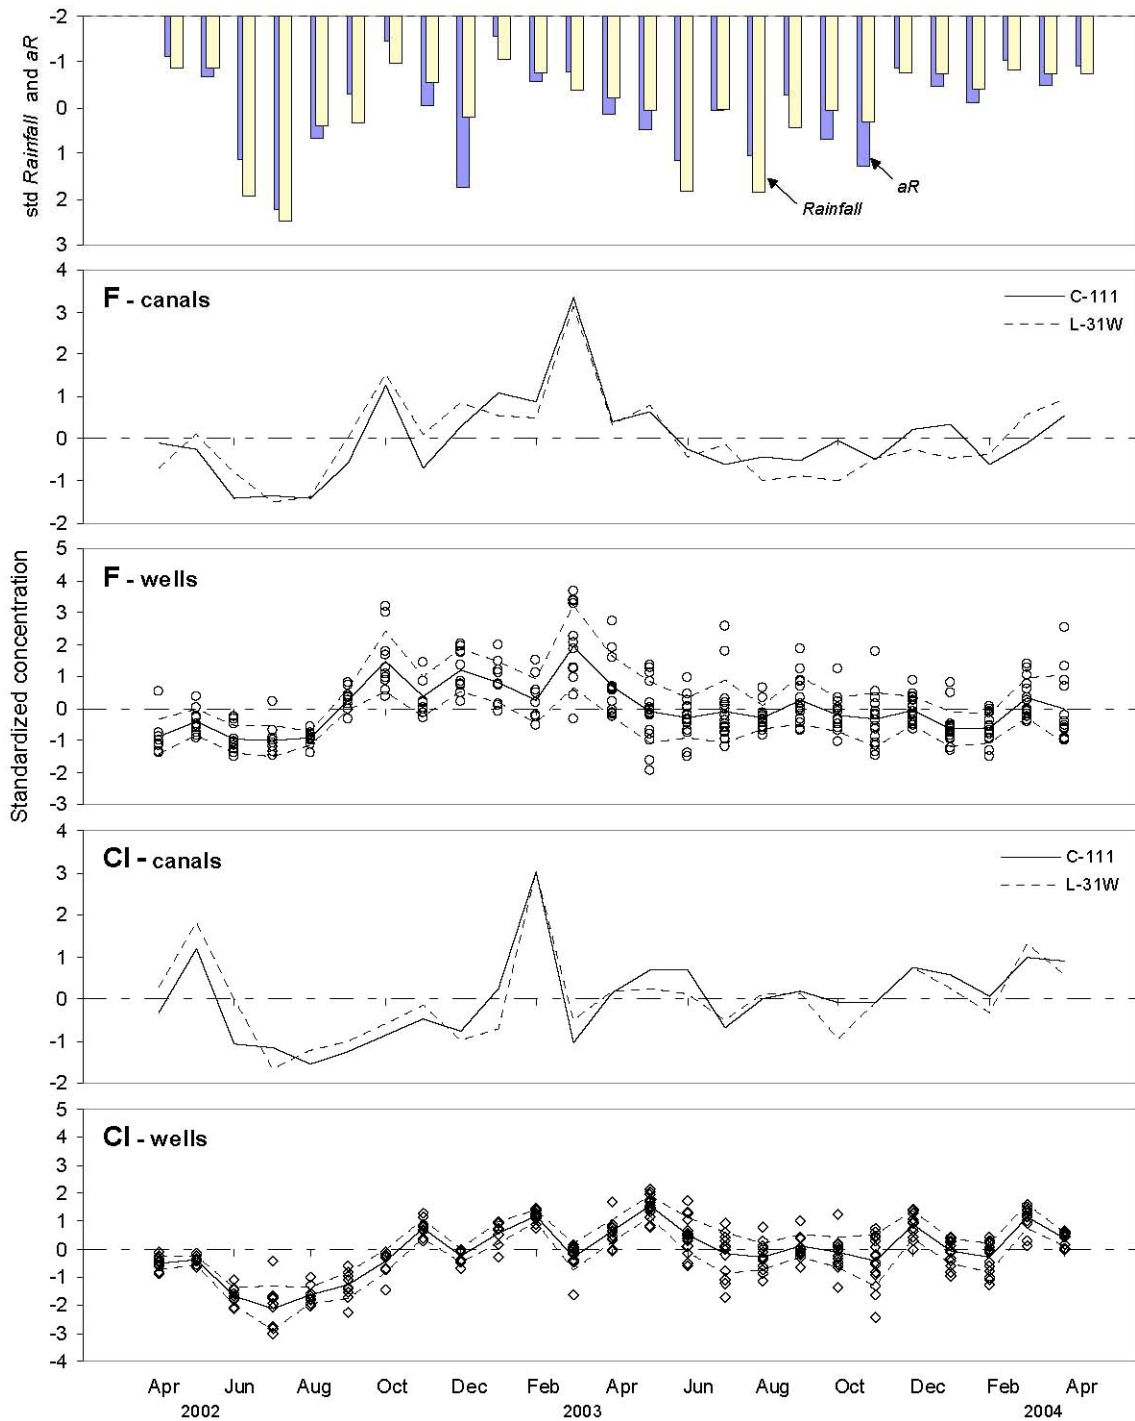 std Rainfall and aR
-2
-1
0
1
2
3
aR
Rainfall
Standardized concentration
F - canals
C-111
L-31W
4
3
2
1
0
-1
-2
F - wells
5
4
3
2
1
0
-1
-2
-3
Cl - canals
C-111
L-31W
4
3
2
1
0
-1
-2
Cl - wells
5
4
3
2
1
0
-1
-2
-3
-4
Apr Jun Aug Oct Dec Feb Apr Jun Aug Oct Dec Feb Apr
2002 2003 2004